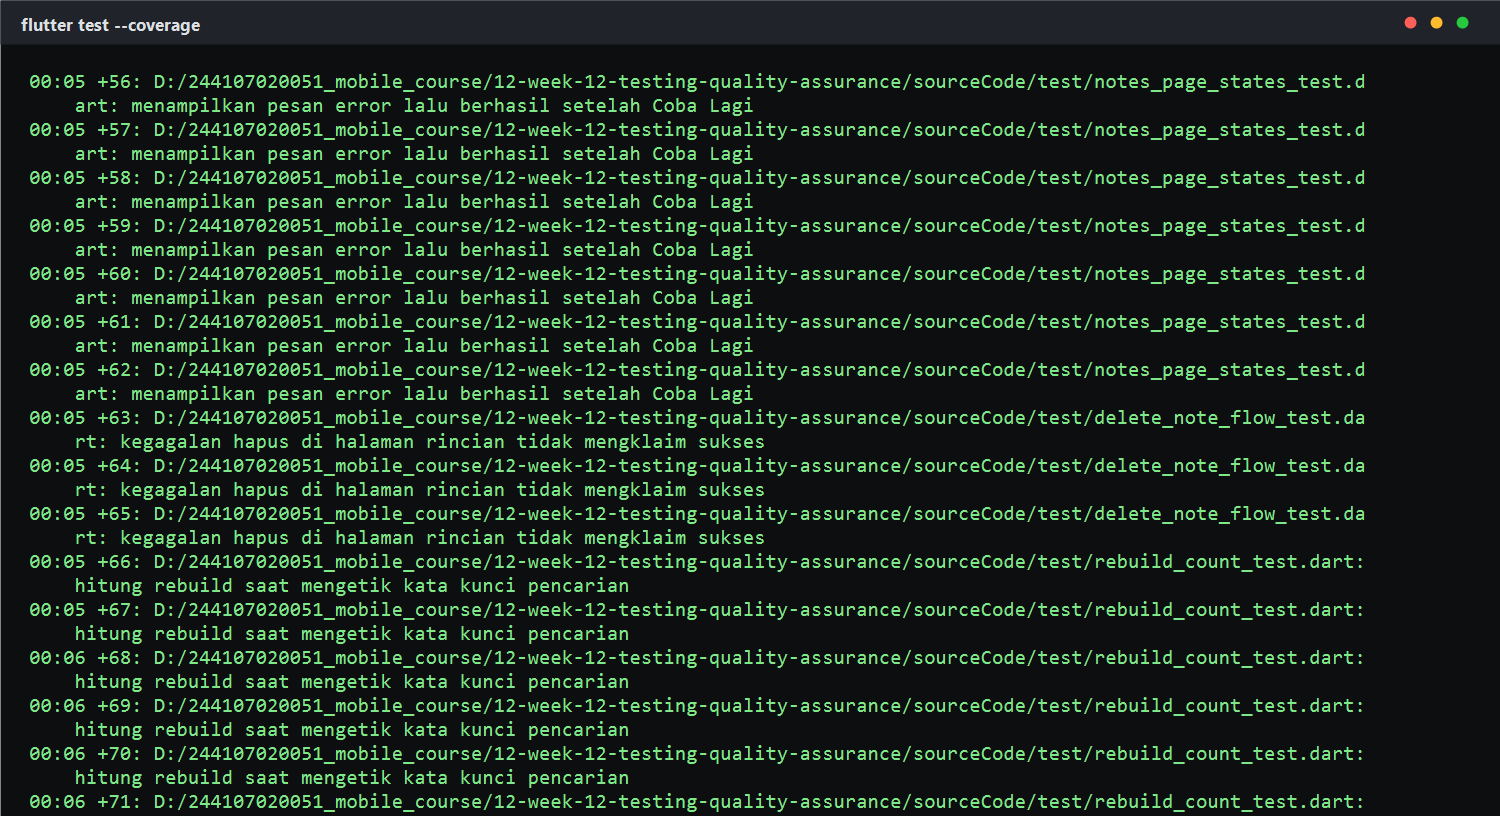 flutter test --coverage
00:05 +56: D:/244107020051_mobile_course/12-week-12-testing-quality-assurance/sourceCode/test/notes_page_states_test.d
art: menampilkan pesan error lalu berhasil setelah Coba Lagi
00:05 +57: D:/244107020051_mobile_course/12-week-12-testing-quality-assurance/sourceCode/test/notes_page_states_test.d
art: menampilkan pesan error lalu berhasil setelah Coba Lagi
00:05 +58: D:/244107020051_mobile_course/12-week-12-testing-quality-assurance/sourceCode/test/notes_page_states_test.d
art: menampilkan pesan error lalu berhasil setelah Coba Lagi
00:05 +59: D:/244107020051_mobile_course/12-week-12-testing-quality-assurance/sourceCode/test/notes_page_states_test.d
art: menampilkan pesan error lalu berhasil setelah Coba Lagi
00:05 +60: D:/244107020051_mobile_course/12-week-12-testing-quality-assurance/sourceCode/test/notes_page_states_test.d
art: menampilkan pesan error lalu berhasil setelah Coba Lagi
00:05 +61: D:/244107020051_mobile_course/12-week-12-testing-quality-assurance/sourceCode/test/notes_page_states_test.d
art: menampilkan pesan error lalu berhasil setelah Coba Lagi
00:05 +62: D:/244107020051_mobile_course/12-week-12-testing-quality-assurance/sourceCode/test/notes_page_states_test.d
art: menampilkan pesan error lalu berhasil setelah Coba Lagi
00:05 +63: D:/244107020051_mobile_course/12-week-12-testing-quality-assurance/sourceCode/test/delete_note_flow_test.da
rt: kegagalan hapus di halaman rincian tidak mengklaim sukses
00:05 +64: D:/244107020051_mobile_course/12-week-12-testing-quality-assurance/sourceCode/test/delete_note_flow_test.da
rt: kegagalan hapus di halaman rincian tidak mengklaim sukses
00:05 +65: D:/244107020051_mobile_course/12-week-12-testing-quality-assurance/sourceCode/test/delete_note_flow_test.da
rt: kegagalan hapus di halaman rincian tidak mengklaim sukses
00:05 +66: D:/244107020051_mobile_course/12-week-12-testing-quality-assurance/sourceCode/test/rebuild_count_test.dart:
hitung rebuild saat mengetik kata kunci pencarian
00:05 +67: D:/244107020051_mobile_course/12-week-12-testing-quality-assurance/sourceCode/test/rebuild_count_test.dart:
hitung rebuild saat mengetik kata kunci pencarian
00:06 +68: D:/244107020051_mobile_course/12-week-12-testing-quality-assurance/sourceCode/test/rebuild_count_test.dart:
hitung rebuild saat mengetik kata kunci pencarian
00:06 +69: D:/244107020051_mobile_course/12-week-12-testing-quality-assurance/sourceCode/test/rebuild_count_test.dart:
hitung rebuild saat mengetik kata kunci pencarian
00:06 +70: D:/244107020051_mobile_course/12-week-12-testing-quality-assurance/sourceCode/test/rebuild_count_test.dart:
hitung rebuild saat mengetik kata kunci pencarian
00:06 +71: D:/244107020051_mobile_course/12-week-12-testing-quality-assurance/sourceCode/test/rebuild_count_test.dart: